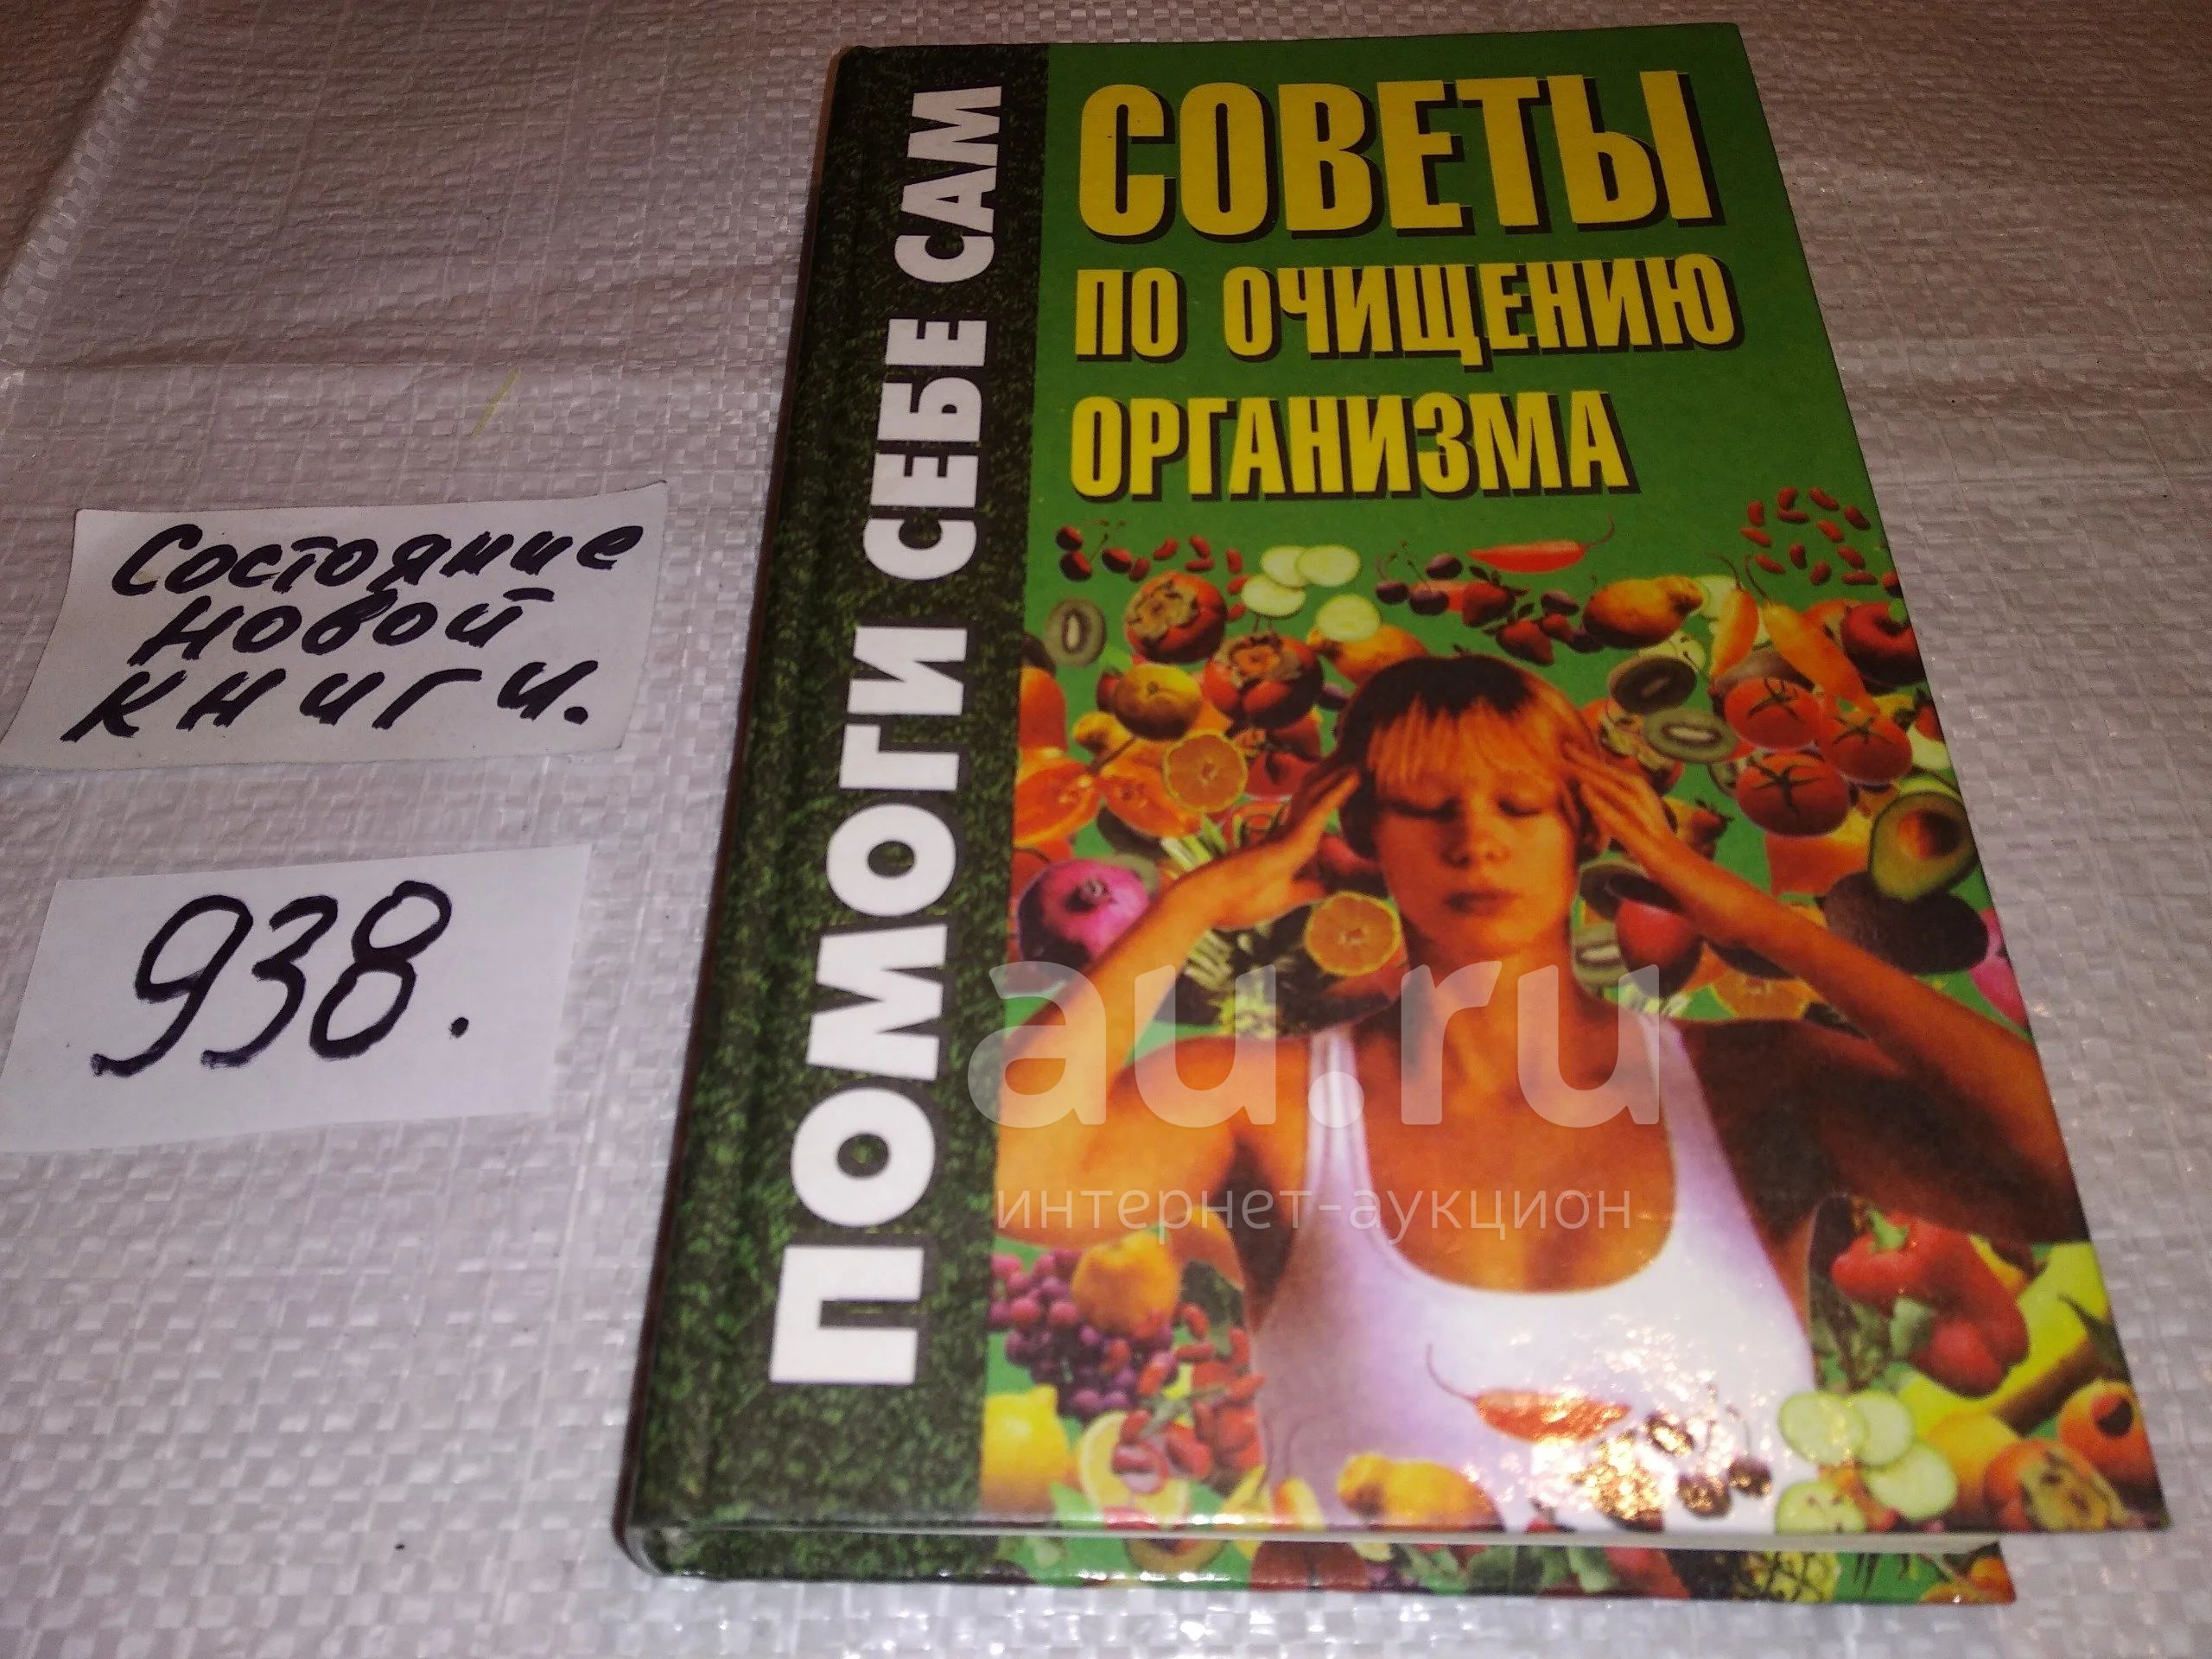 СОВЕТЫ
ПО ОЧИЩЕНИЮ
ОРГАНИЗМА
ПОМОГИ СЕБЕ САМ
Состояние
новой
книги.
938.
au.ru
интернет-аукцион